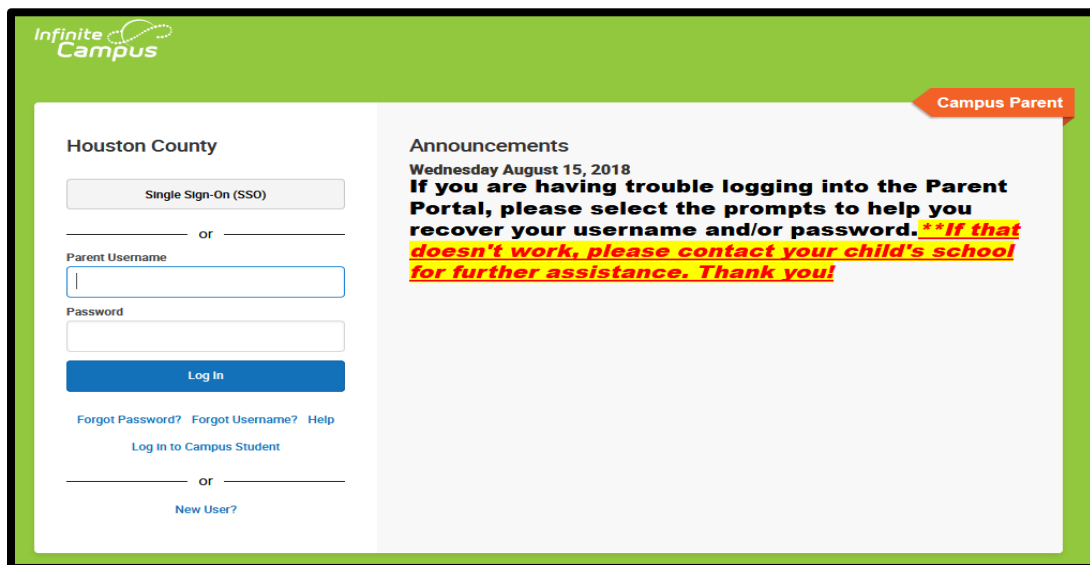 Infinite
Campus
Campus Parent
Houston County
Single Sign-On (SSO)
or
Parent Username
Password
Log In
Forgot Password? Forgot Username? Help
Log in to Campus Student
or
New User?
Announcements
Wednesday August 15, 2018
If you are having trouble logging into the Parent
Portal, please select the prompts to help you
recover your username and/or password.**If that
doesn't work, please contact your child's school
for further assistance. Thank you!